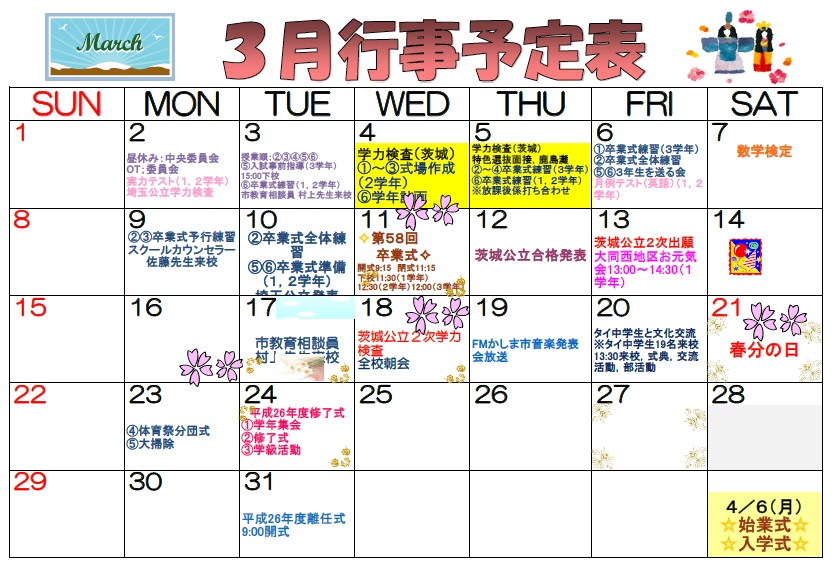 March
3月行事予定表
SUN MON TUE WED THU FRI SAT
1
2
昼休み：中央委員会
OT：委員会
実力テスト(1，2学年)
埼玉公立学力検査
3
授業順：②③④⑤⑥
⑤入試事前指導(3学年)
15:00下校
⑥卒業式練習(1，2学年)
市教育相談員 村上先生来校
4
学力検査(茨城)
①～③式場作成
(2学年)
⑥学年計画
5
学力検査(茨城)
特色選抜面接，鹿島灘
②～④卒業式練習(3学年)
⑥卒業式練習(1，2学年)
※放課後係打ち合わせ
6
①卒業式練習(3学年)
②卒業式全体練習
⑤⑥3年生を送る会
月例テスト(英語)(1，2
学年)
7
数学検定
8
9
②③卒業式予行練習
スクールカウンセラー
佐藤先生来校
10
②卒業式全体練
習
⑤⑥卒業式準備
(1，2学年)
埼玉公立発表
11
✧第58回
卒業式✧
開式9:15 閉式11:15
下校11:30(1学年)
12:30(2学年)12:00(3学年)
12
茨城公立合格発表
13
茨城公立2次出願
大同西地区お元気
会13:00～14:30(1
学年)
14
15
16
17
市教育相談員
村上先生来校
18
茨城公立2次学力
検査
全校朝会
19
FMかしま市音楽発表
会放送
20
タイ中学生と文化交流
※タイ中学生19名来校
13:30来校，式典，交流
活動，部活動
21
春分の日
22
23
④体育祭分団式
⑤大掃除
24
平成26年度修了式
①学年集会
②修了式
③学級活動
25
26
27
28
29
30
31
平成26年度離任式
9:00開式
4／6(月)
☆始業式☆
☆入学式☆